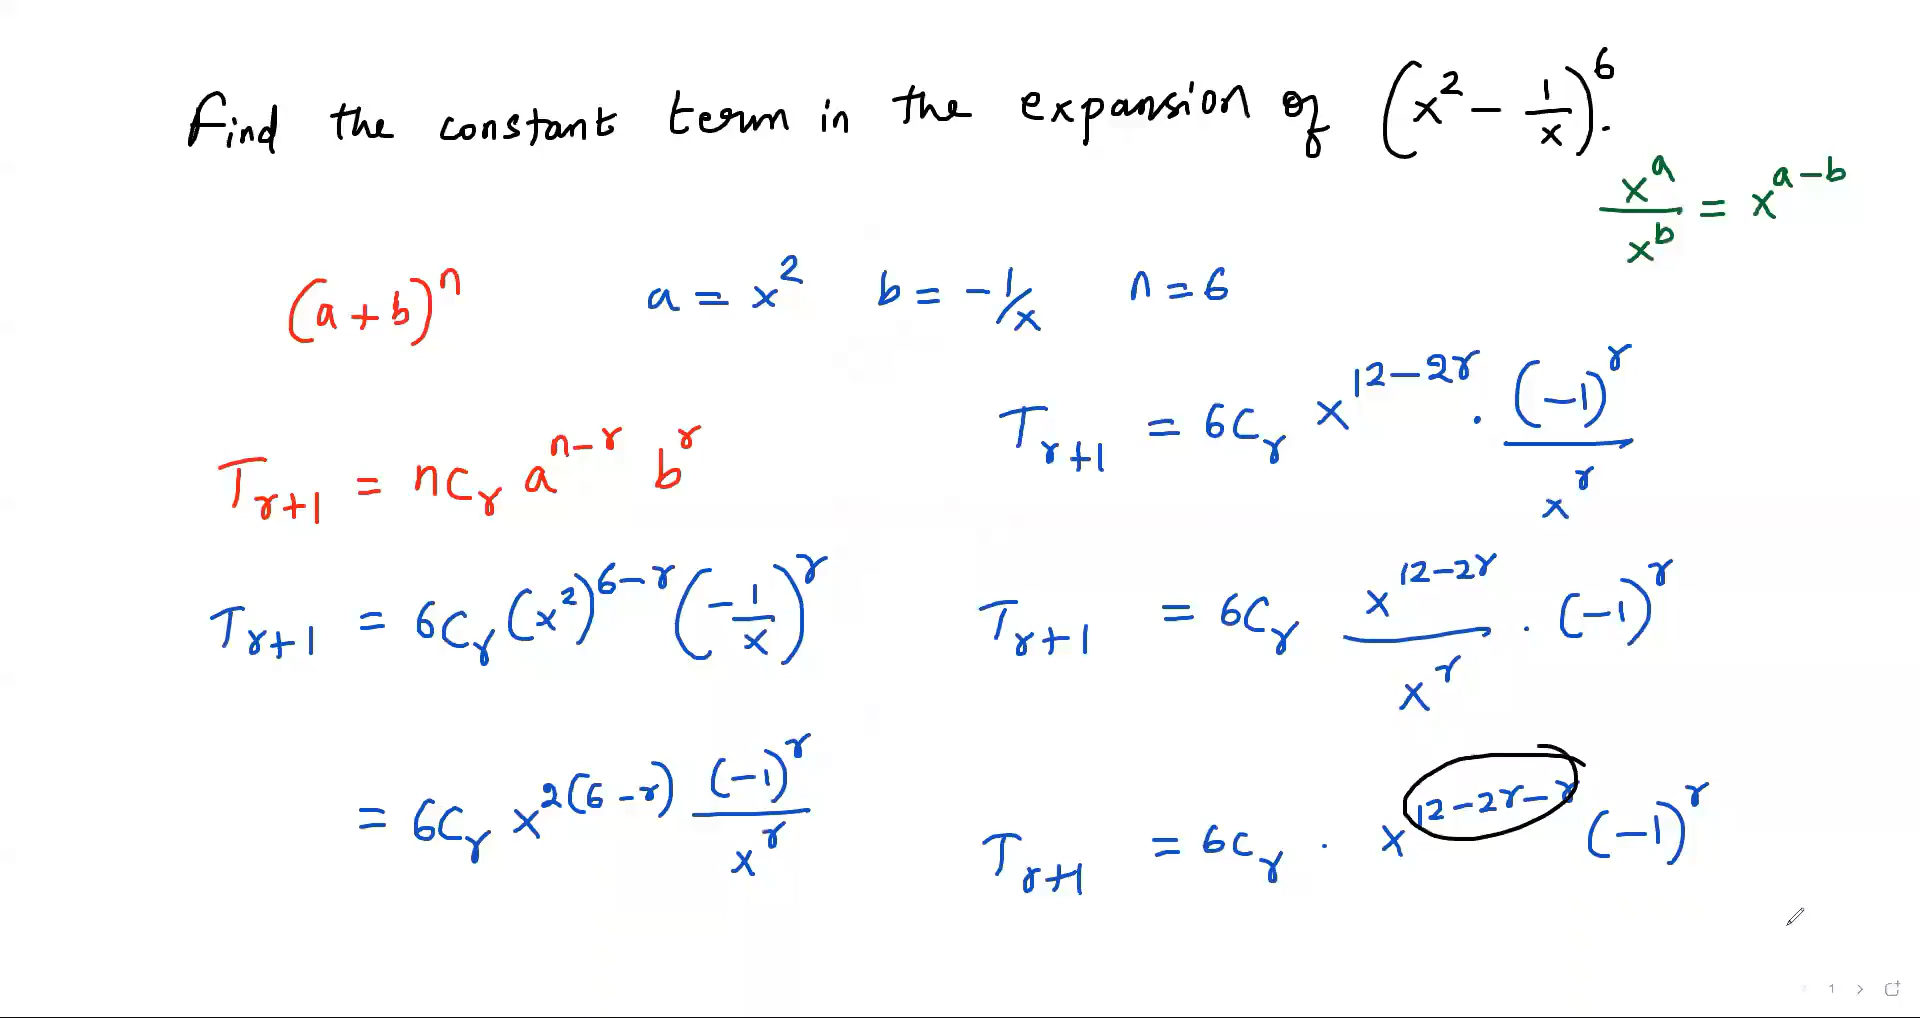 Find the constant term in the expansion of (x² - 1/x)⁶.
x^a / x^b = x^(a-b)
(a+b)^n    a = x²    b = -1/x    n = 6
T_(r+1) = nC_r a^(n-r) b^r
T_(r+1) = 6C_r (x²)^(6-r) (-1/x)^r
= 6C_r x^(2(6-r)) (-1)^r / x^r
T_(r+1) = 6C_r x^(12-2r) · (-1)^r / x^r
T_(r+1) = 6C_r x^(12-2r) / x^r · (-1)^r
T_(r+1) = 6C_r · x^(12-2r-r) (-1)^r
1